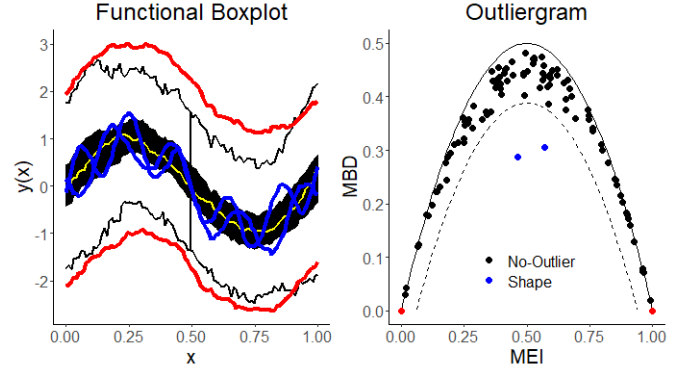 Functional Boxplot
y(x)
3
2
1
0
-1
-2
0.00 0.25 0.50 0.75 1.00
x
Outliergram
MBD
0.5
0.4
0.3
0.2
0.1
0.0
No-Outlier
Shape
0.00 0.25 0.50 0.75 1.00
MEI